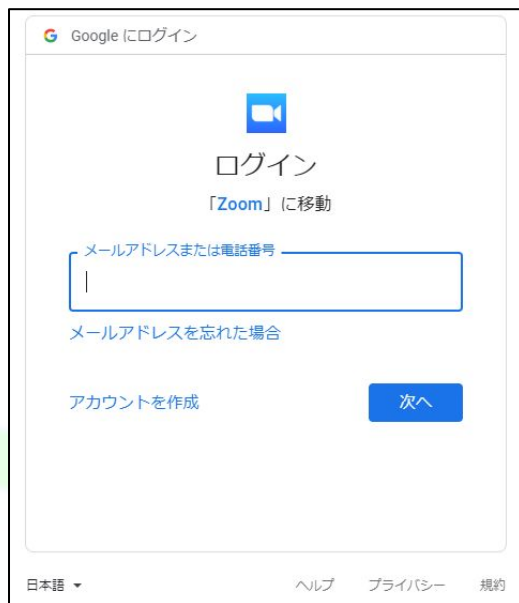 Google にログイン
ログイン
「Zoom」に移動
メールアドレスまたは電話番号
メールアドレスを忘れた場合
アカウントを作成
次へ
日本語
ヘルプ
プライバシー
規約